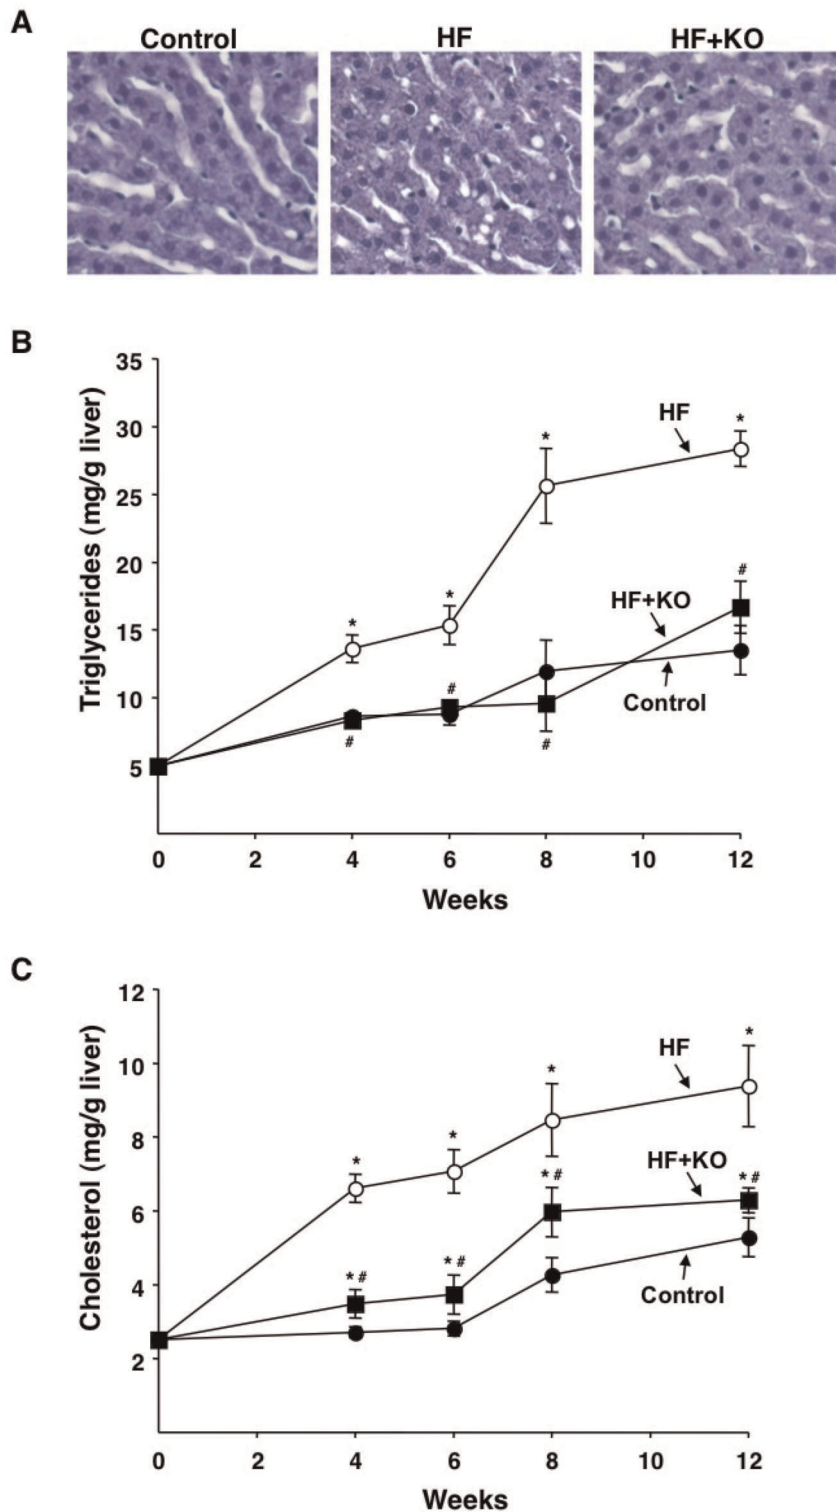 A
Control HF HF+KO
B
Triglycerides (mg/g liver)
35
30
25
20
15
10
5
* * * *
# # # #
HF
HF+KO
Control
0 2 4 6 8 10 12
Weeks
C
Cholesterol (mg/g liver)
12
10
8
6
4
2
* * * *
*# *# *# *#
HF
HF+KO
Control
0 2 4 6 8 10 12
Weeks